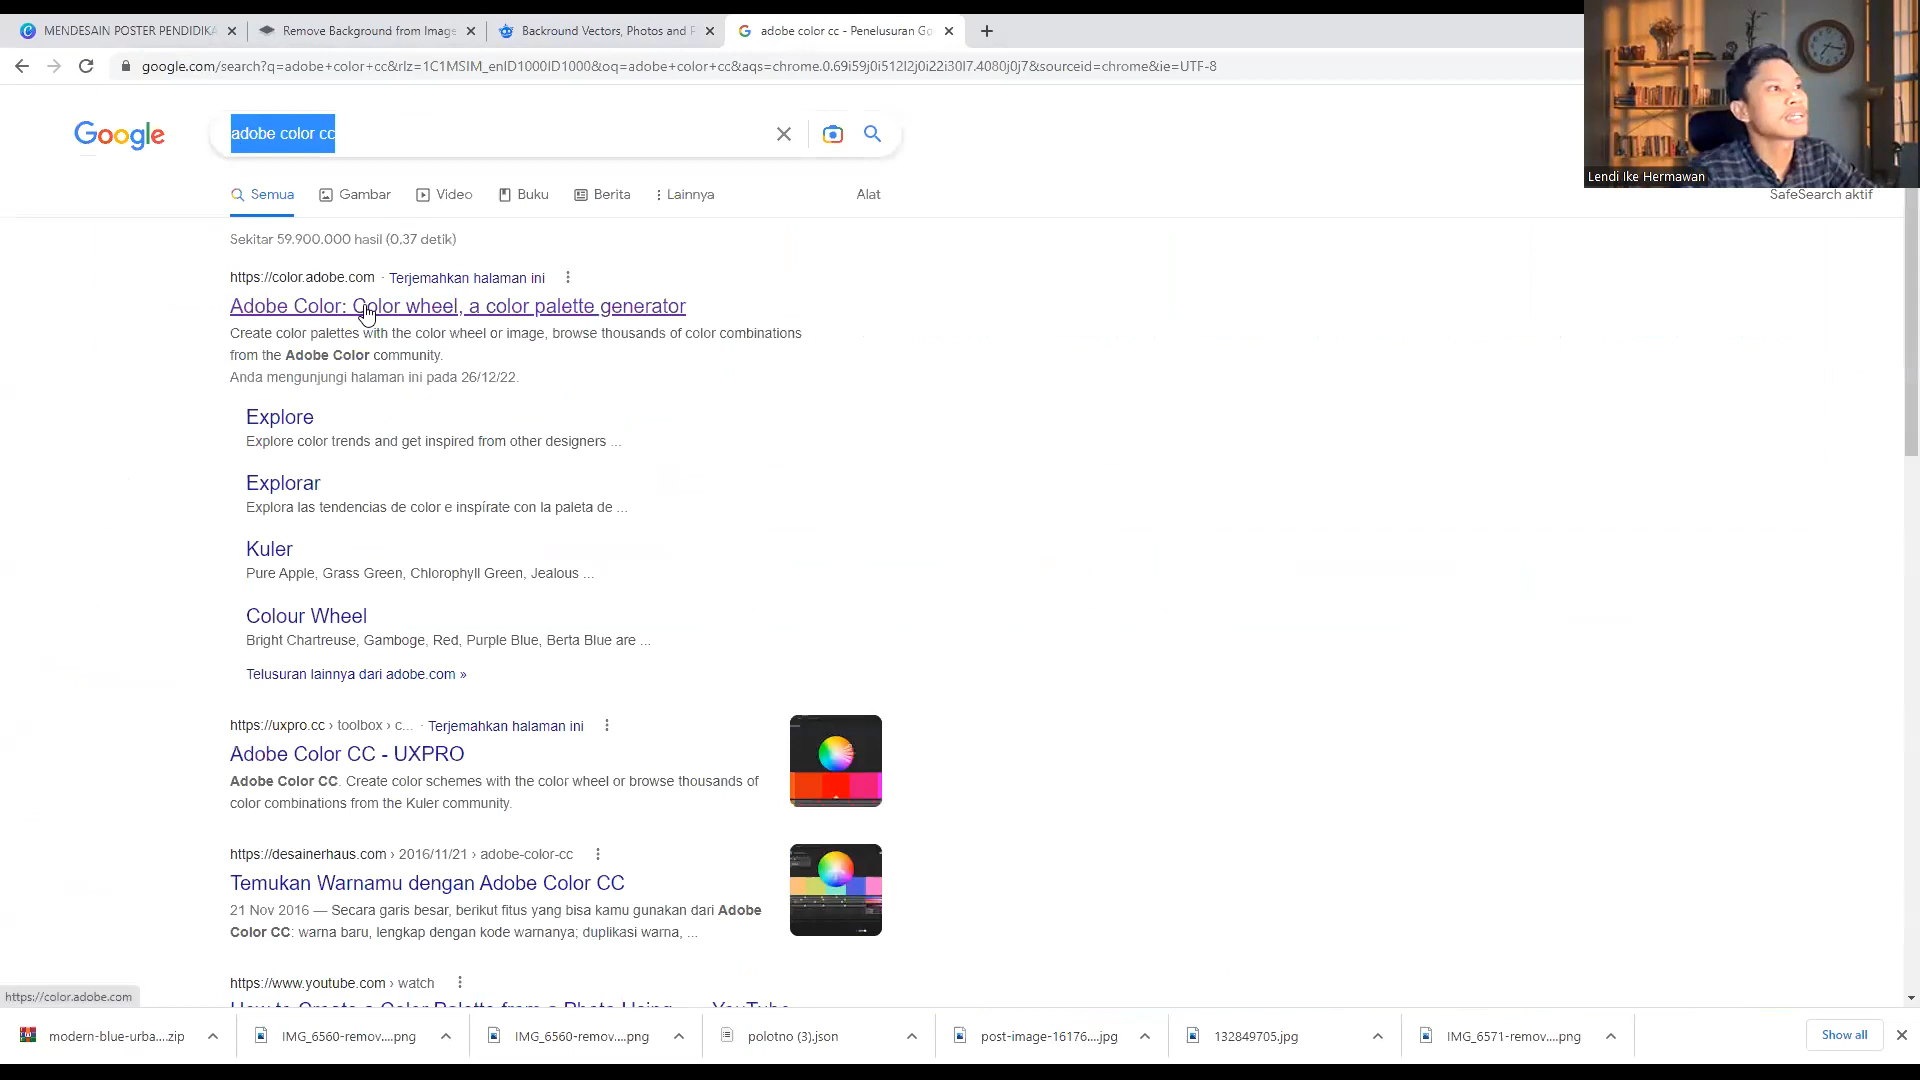 MENDESAIN POSTER PENDIDIKA
Remove Background from Image
Backround Vectors, Photos and P
adobe color cc - Penelusuran Go
google.com/search?q=adobe+color+cc&rlz=1C1MSIM_enID1000ID1000&oq=adobe+color+cc&aqs=chrome.0.69i59j0i512l2j0i22i30l7.4080j0j7&sourceid=chrome&ie=UTF-8
Google
adobe color cc
Lendi Ike Hermawan
Semua
Gambar
Video
Buku
Berita
Lainnya
Alat
SafeSearch aktif
Sekitar 59.900.000 hasil (0,37 detik)
https://color.adobe.com · Terjemahkan halaman ini
Adobe Color: Color wheel, a color palette generator
Create color palettes with the color wheel or image, browse thousands of color combinations
from the Adobe Color community.
Anda mengunjungi halaman ini pada 26/12/22.
Explore
Explore color trends and get inspired from other designers ...
Explorar
Explora las tendencias de color e inspírate con la paleta de ...
Kuler
Pure Apple, Grass Green, Chlorophyll Green, Jealous ...
Colour Wheel
Bright Chartreuse, Gamboge, Red, Purple Blue, Berta Blue are ...
Telusuran lainnya dari adobe.com »
https://uxpro.cc › toolbox › c... · Terjemahkan halaman ini
Adobe Color CC - UXPRO
Adobe Color CC. Create color schemes with the color wheel or browse thousands of
color combinations from the Kuler community.
https://desainerhaus.com › 2016/11/21 › adobe-color-cc
Temukan Warnamu dengan Adobe Color CC
21 Nov 2016 — Secara garis besar, berikut fitus yang bisa kamu gunakan dari Adobe
Color CC: warna baru, lengkap dengan kode warnanya; duplikasi warna, ...
https://www.youtube.com › watch
How to Create a Color Palette from a Photo Using ... - YouTube
https://color.adobe.com
modern-blue-urba....zip
IMG_6560-remov....png
IMG_6560-remov....png
polotno (3).json
post-image-16176....jpg
132849705.jpg
IMG_6571-remov....png
Show all